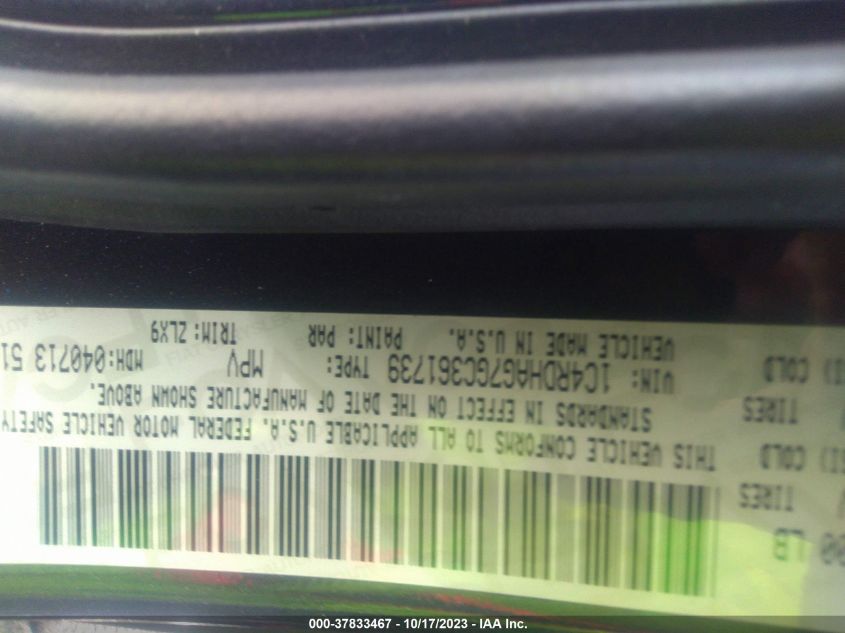 00 LB
TIRES
SI) COLD
TIRES
I) COLD
THIS VEHICLE CONFORMS TO ALL APPLICABLE U.S.A. FEDERAL MOTOR VEHICLE SAFETY
STANDARDS IN EFFECT ON THE DATE OF MANUFACTURE SHOWN ABOVE.
VIN: 1C4RDHAG7GC361739 TYPE: MPV MDH:040713 51
VEHICLE MADE IN U.S.A. PAINT: PAR TRIM: ZLX9
000-37833467 - 10/17/2023 - IAA Inc.